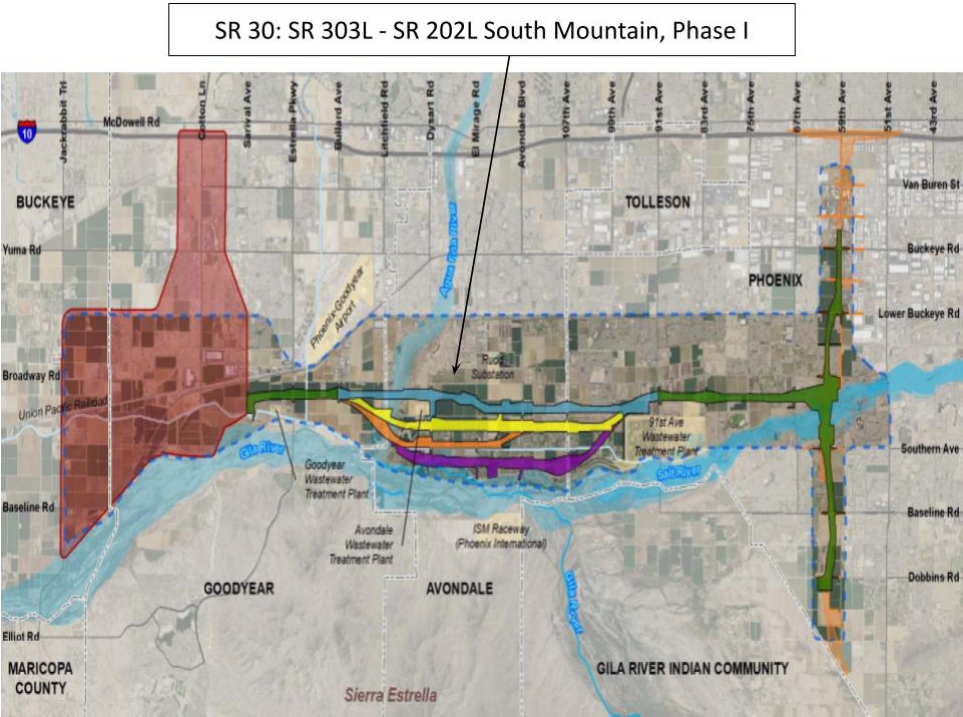 SR 30: SR 303L - SR 202L South Mountain, Phase I
Jackrabbit Trl
Cotton Ln
Sarival Ave
Estrella Pkwy
Bullard Ave
Litchfield Rd
Dysart Rd
El Mirage Rd
Avondale Blvd
107th Ave
99th Ave
91st Ave
83rd Ave
75th Ave
67th Ave
59th Ave
51st Ave
43rd Ave
10
McDowell Rd
BUCKEYE
TOLLESON
Van Buren St
Yuma Rd
Agua Fria River
Buckeye Rd
PHOENIX
Phoenix-Goodyear
Airport
Lower Buckeye Rd
Broadway Rd
Rudd
Substation
Union Pacific Railroad
91st Ave
Wastewater
Treatment Plant
Gila River
Salt River
Southern Ave
Goodyear
Wastewater
Treatment Plant
Baseline Rd
Baseline Rd
Avondale
Wastewater
Treatment Plant
ISM Raceway
(Phoenix International)
Gila River
GOODYEAR
AVONDALE
Dobbins Rd
Elliot Rd
MARICOPA
COUNTY
GILA RIVER INDIAN COMMUNITY
Sierra Estrella